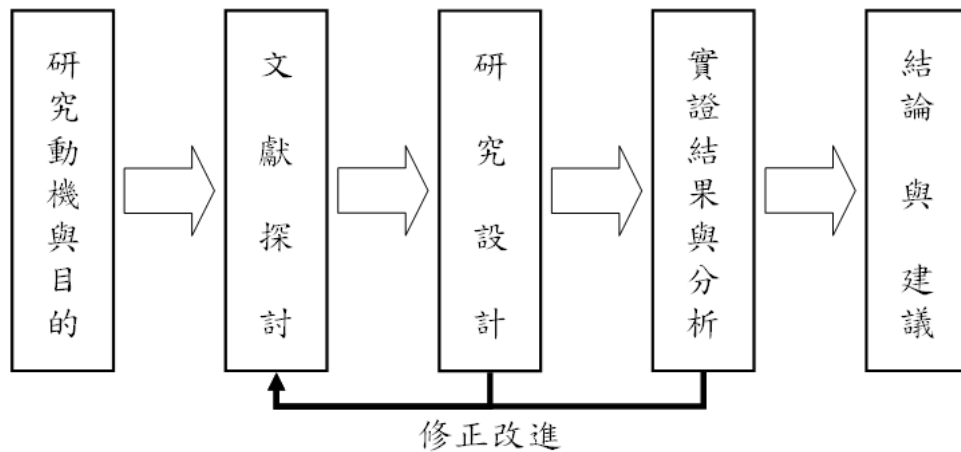 研究動機與目的
文獻探討
研究設計
實證結果與分析
結論與建議
修正改進